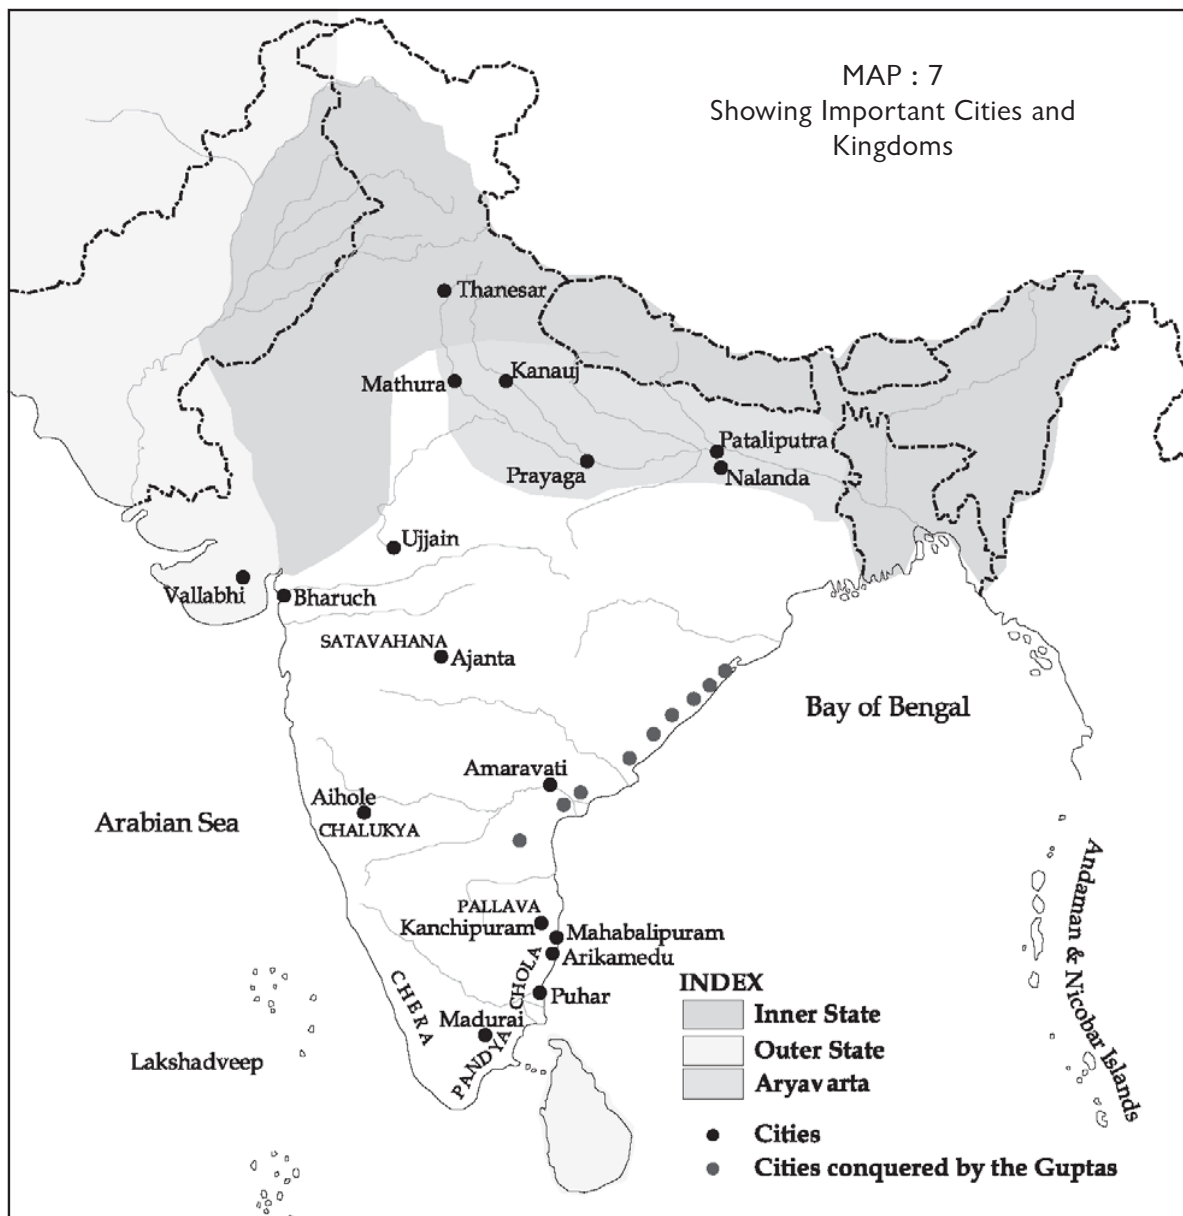 MAP : 7
Showing Important Cities and
Kingdoms
Thanesar
Mathura
Kanauj
Pataliputra
Prayaga
Nalanda
Ujjain
Vallabhi
Bharuch
SATAVAHANA
Ajanta
Bay of Bengal
Amaravati
Aihole
CHALUKYA
Arabian Sea
PALLAVA
Kanchipuram
Mahabalipuram
Arikamedu
CHOLA
CHERA
Puhar
Madurai
PANDYA
Lakshadweep
Andaman & Nicobar Islands
INDEX
Inner State
Outer State
Aryavarta
Cities
Cities conquered by the Guptas